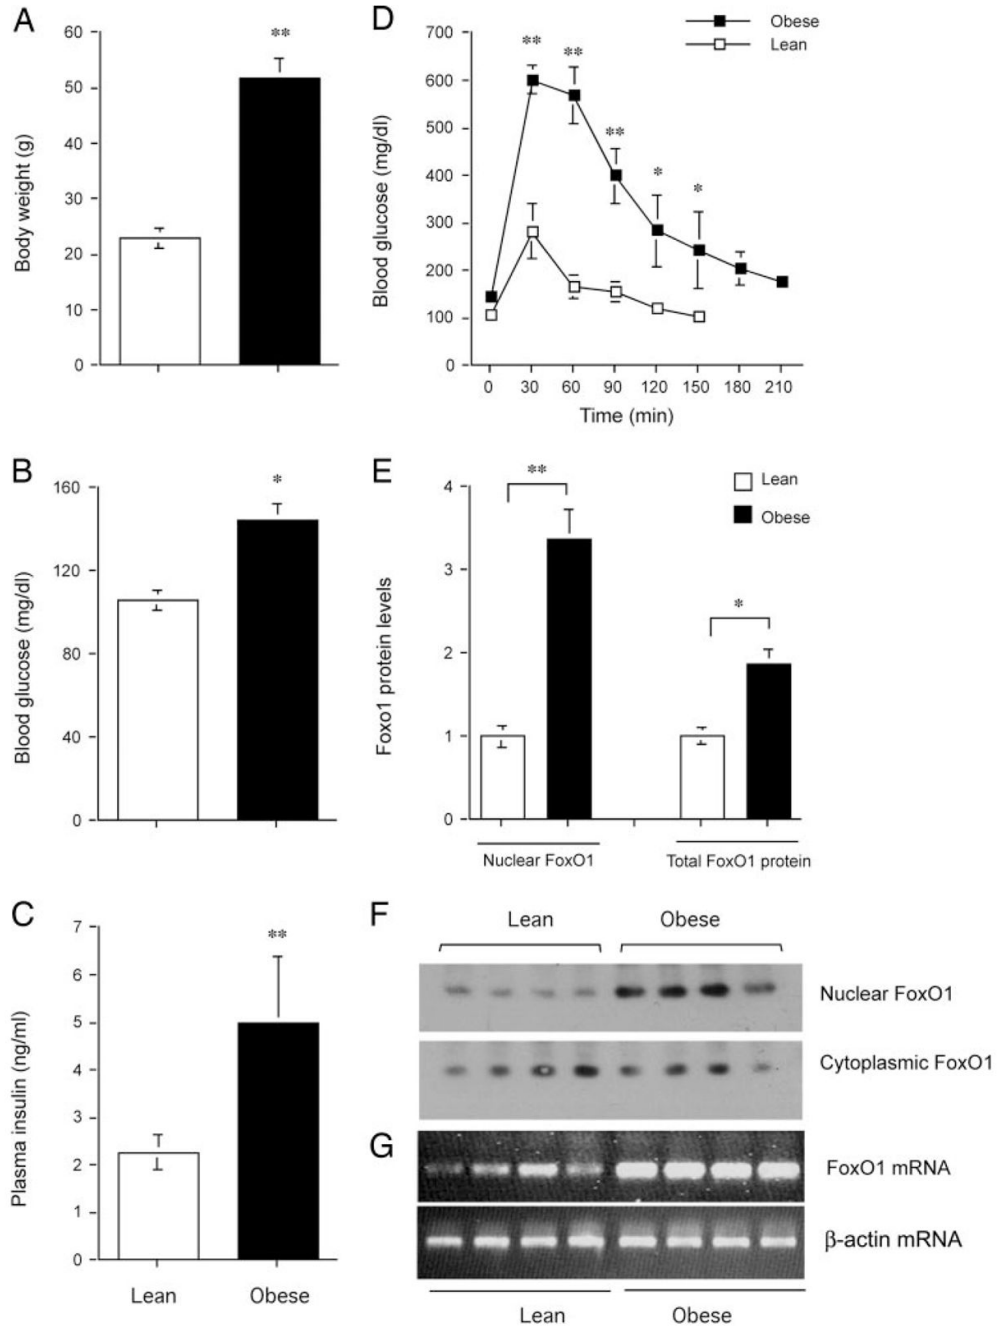 A
60
50
40
30
20
10
0
Body weight (g)
**
D
700
600
500
400
300
200
100
0
Blood glucose (mg/dl)
Obese
Lean
**
**
**
*
*
0 30 60 90 120 150 180 210
Time (min)
B
160
120
80
40
0
Blood glucose (mg/dl)
*
E
4
3
2
1
0
Foxo1 protein levels
**
*
Lean
Obese
Nuclear FoxO1 Total FoxO1 protein
C
7
6
5
4
3
2
1
0
Plasma insulin (ng/ml)
**
Lean Obese
F
Lean Obese
Nuclear FoxO1
Cytoplasmic FoxO1
G
FoxO1 mRNA
β-actin mRNA
Lean Obese